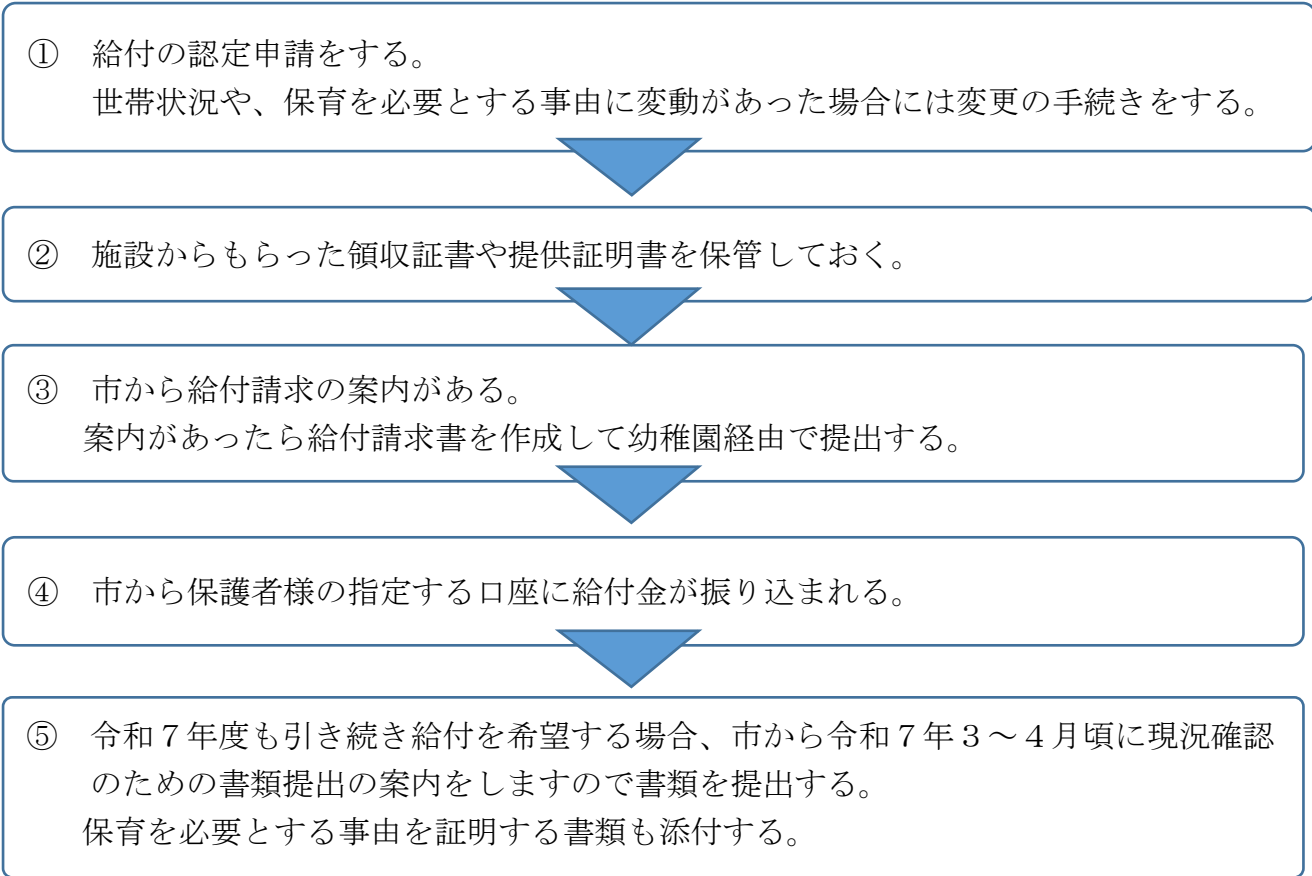 ① 給付の認定申請をする。
世帯状況や、保育を必要とする事由に変動があった場合には変更の手続きをする。
② 施設からもらった領収証書や提供証明書を保管しておく。
③ 市から給付請求の案内がある。
案内があったら給付請求書を作成して幼稚園経由で提出する。
④ 市から保護者様の指定する口座に給付金が振り込まれる。
⑤ 令和７年度も引き続き給付を希望する場合、市から令和７年３～４月頃に現況確認
のための書類提出の案内をしますので書類を提出する。
保育を必要とする事由を証明する書類も添付する。